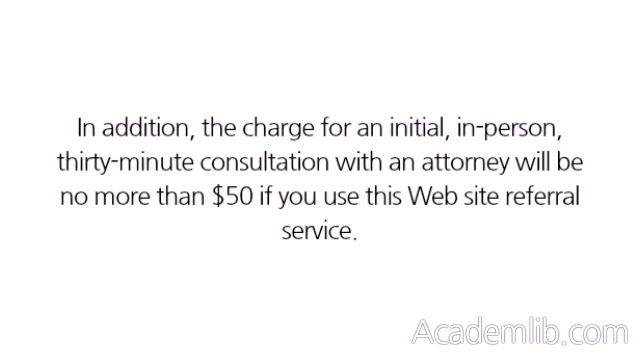 In addition, the charge for an initial, in-person,
thirty-minute consultation with an attorney will be
no more than $50 if you use this Web site referral
service.
Academlib.com